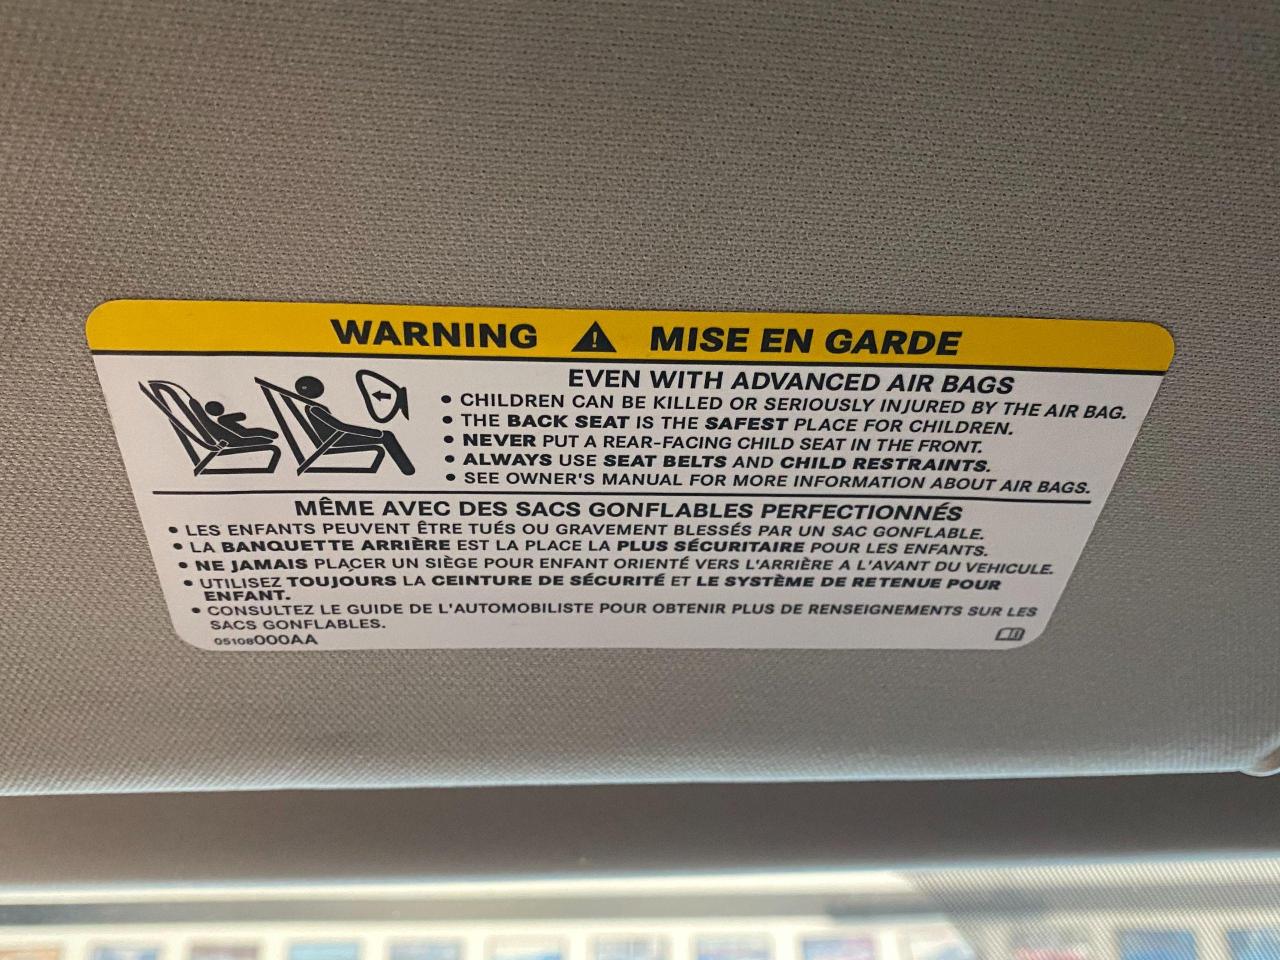 WARNING MISE EN GARDE
EVEN WITH ADVANCED AIR BAGS
• CHILDREN CAN BE KILLED OR SERIOUSLY INJURED BY THE AIR BAG.
• THE BACK SEAT IS THE SAFEST PLACE FOR CHILDREN.
• NEVER PUT A REAR-FACING CHILD SEAT IN THE FRONT.
• ALWAYS USE SEAT BELTS AND CHILD RESTRAINTS.
• SEE OWNER'S MANUAL FOR MORE INFORMATION ABOUT AIR BAGS.
MÊME AVEC DES SACS GONFLABLES PERFECTIONNÉS
• LES ENFANTS PEUVENT ÊTRE TUÉS OU GRAVEMENT BLESSÉS PAR UN SAC GONFLABLE.
• LA BANQUETTE ARRIÈRE EST LA PLACE LA PLUS SÉCURITAIRE POUR LES ENFANTS.
• NE JAMAIS PLAÇER UN SIÈGE POUR ENFANT ORIENTÉ VERS L'ARRIÈRE A L'AVANT DU VEHICULE.
• UTILISEZ TOUJOURS LA CEINTURE DE SÉCURITÉ ET LE SYSTÈME DE RETENUE POUR
ENFANT.
• CONSULTEZ LE GUIDE DE L'AUTOMOBILISTE POUR OBTENIR PLUS DE RENSEIGNEMENTS SUR LES
SACS GONFLABLES.
05108000AA